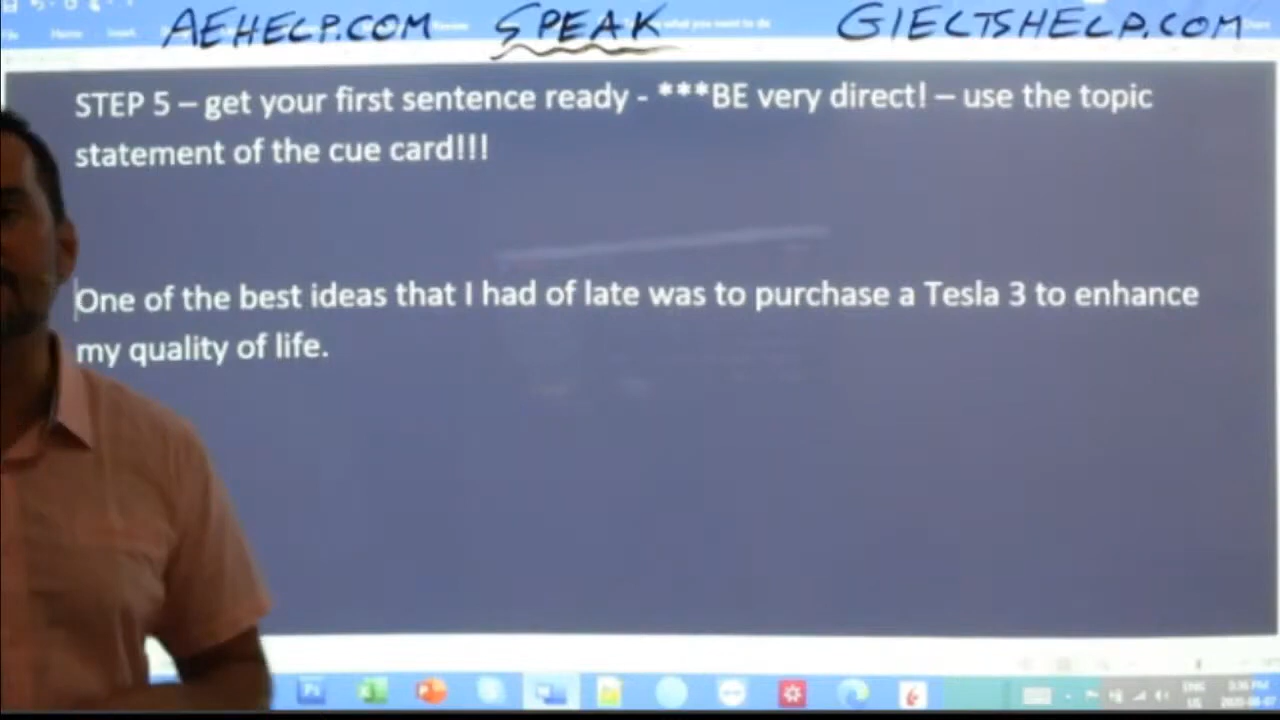 AEHELP.COM SPEAK GIELTSHELP.COM
Home Insert
STEP 5 – get your first sentence ready - ***BE very direct! – use the topic
statement of the cue card!!!
One of the best ideas that I had of late was to purchase a Tesla 3 to enhance
my quality of life.